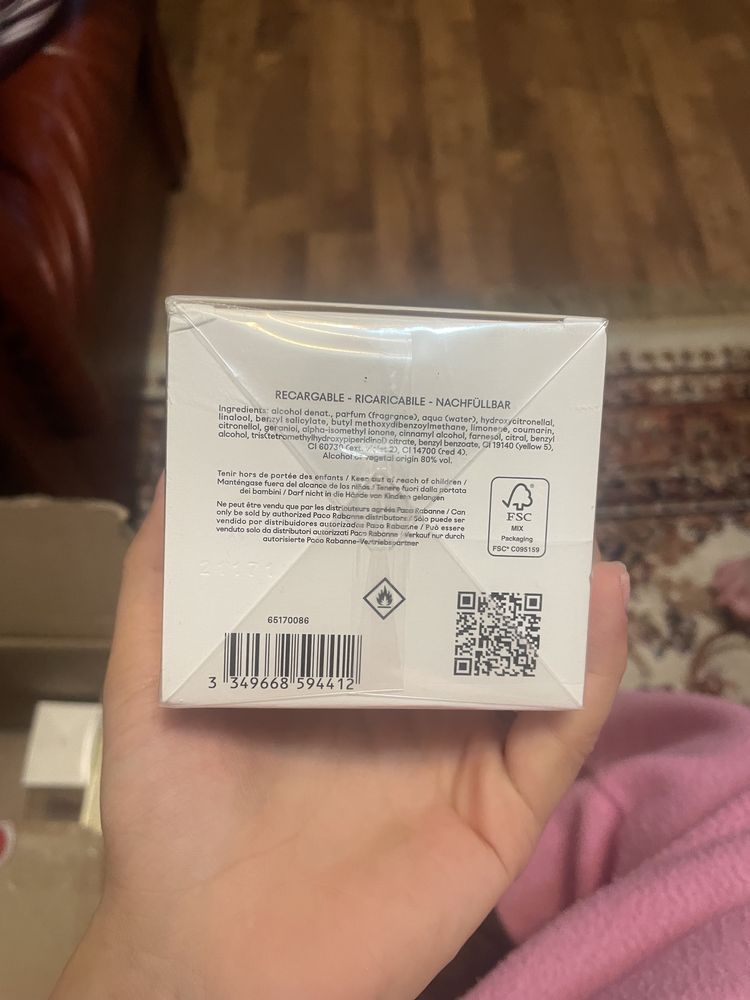 RECARGABLE - RICARICABILE - NACHFÜLLBAR
Ingredients: alcohol denat., parfum (fragrance), aqua (water), hydroxycitronellal,
linalool, benzyl salicylate, butyl methoxydibenzoylmethane, limonene, coumarin,
citronellol, geraniol, alpha-isomethyl ionone, cinnamyl alcohol, farnesol, citral, benzyl
alcohol, tris(tetramethylhydroxypiperidinol) citrate, benzyl benzoate, CI 19140 (yellow 5),
CI 60730 (ext. violet 2), CI 14700 (red 4).
Alcohol of vegetal origin 80% vol.
Tenir hors de portée des enfants / Keep out of reach of children /
Manténgase fuera del alcance de los niños / Tenere fuori dalla portata
dei bambini / Darf nicht in die Hände von Kindern gelangen
Ne peut être vendu que par les distributeurs agréés Paco Rabanne / Can
only be sold by authorized Paco Rabanne distributors / Sólo puede ser
vendido por distribuidores autorizados Paco Rabanne / Può essere
venduto solo da distributori autorizzati Paco Rabanne / Verkauf nur durch
autorisierte Paco Rabanne-Vertriebspartner
FSC
MIX
Packaging
FSC® C095159
65170086
3 349668 594412